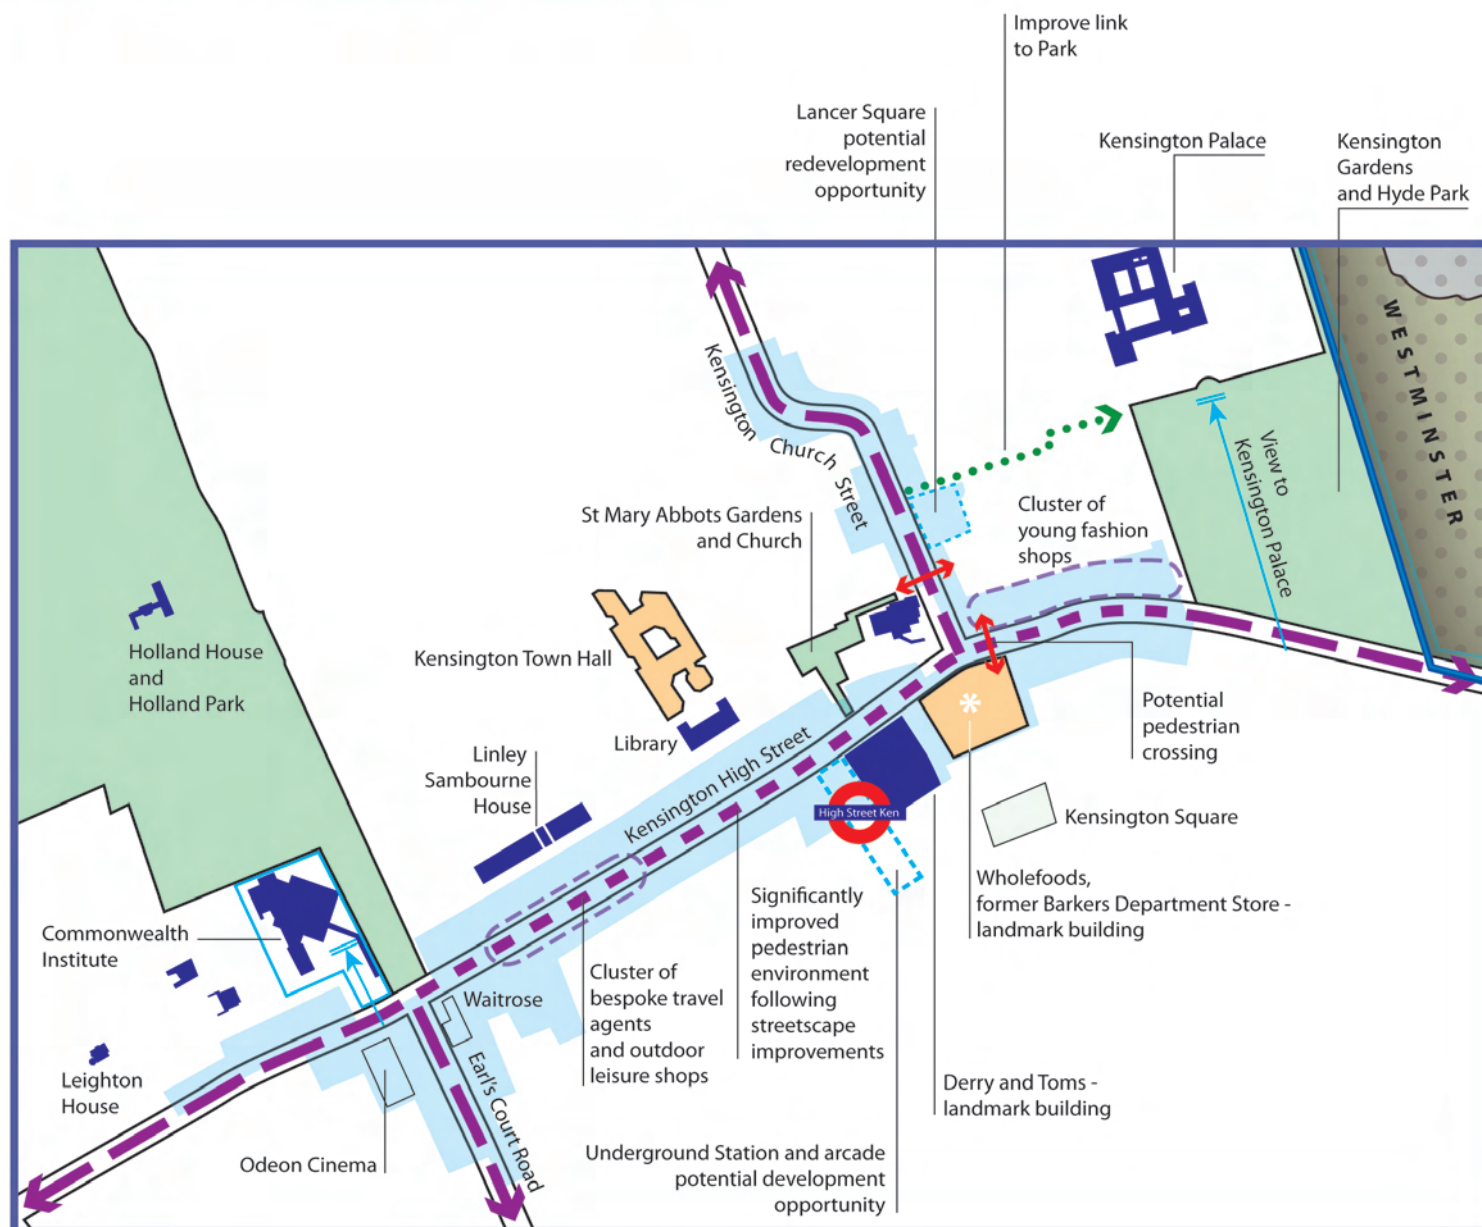 Improve link
to Park
Lancer Square
potential
redevelopment
opportunity
Kensington Palace
Kensington
Gardens
and Hyde Park
WESTMINSTER
Kensington Church Street
View to
Kensington Palace
Cluster of
young fashion
shops
St Mary Abbots Gardens
and Church
Holland House
and
Holland Park
Kensington Town Hall
Library
Potential
pedestrian
crossing
Linley
Sambourne
House
Kensington High Street
*
High Street Ken
Kensington Square
Wholefoods,
former Barkers Department Store -
landmark building
Significantly
improved
pedestrian
environment
following
streetscape
improvements
Commonwealth
Institute
Cluster of
bespoke travel
agents
and outdoor
leisure shops
Waitrose
Earl's Court Road
Leighton
House
Derry and Toms -
landmark building
Odeon Cinema
Underground Station and arcade
potential development
opportunity